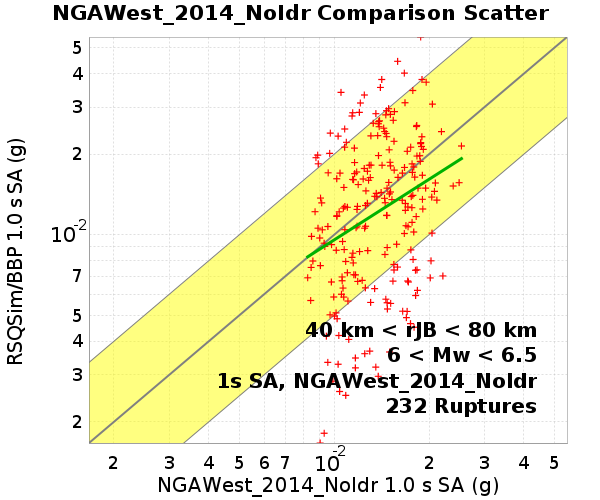 NGAWest_2014_NoIdr Comparison Scatter
RSQSim/BBP 1.0 s SA (g)
5
4
3
2
10-2
7
5
4
3
2
40 km < rJB < 80 km
6 < Mw < 6.5
1s SA, NGAWest_2014_NoIdr
232 Ruptures
2 3 4 5 6 7 10-2 2 3 4 5
NGAWest_2014_NoIdr 1.0 s SA (g)